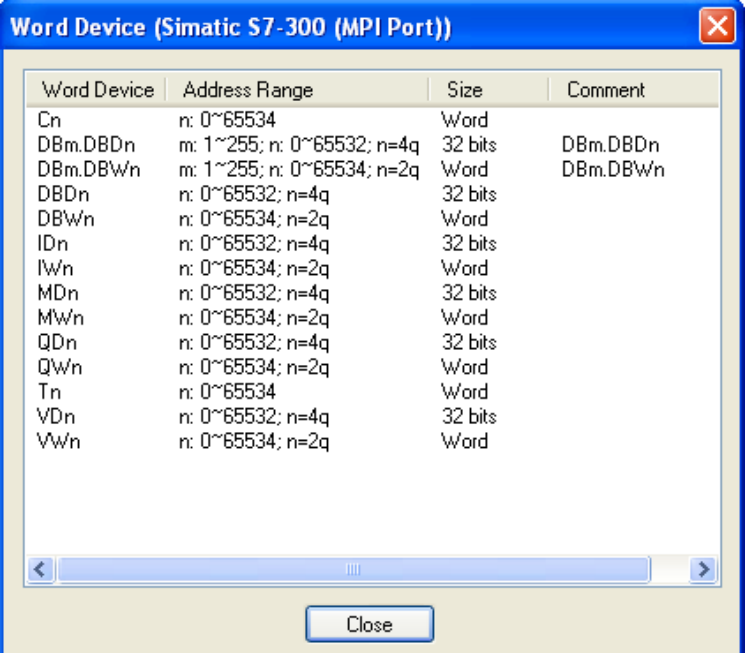 Word Device (Simatic S7-300 (MPI Port))
Word Device Address Range Size Comment
Cn n: 0~65534 Word
DBm.DBDn m: 1~255; n: 0~65532; n=4q 32 bits DBm.DBDn
DBm.DBWn m: 1~255; n: 0~65534; n=2q Word DBm.DBWn
DBDn n: 0~65532; n=4q 32 bits
DBWn n: 0~65534; n=2q Word
IDn n: 0~65532; n=4q 32 bits
IWn n: 0~65534; n=2q Word
MDn n: 0~65532; n=4q 32 bits
MWn n: 0~65534; n=2q Word
QDn n: 0~65532; n=4q 32 bits
QWn n: 0~65534; n=2q Word
Tn n: 0~65534 Word
VDn n: 0~65532; n=4q 32 bits
VWn n: 0~65534; n=2q Word
Close